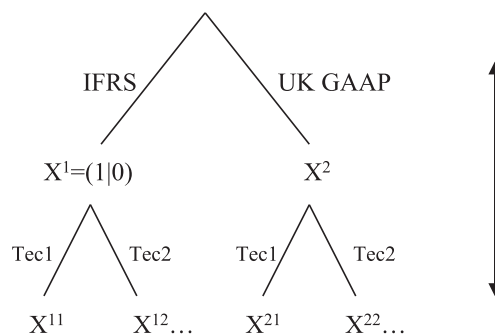 IFRS UK GAAP
X¹=(1|0) X²
Tec1 Tec2 Tec1 Tec2
X¹¹ X¹²… X²¹ X²²…